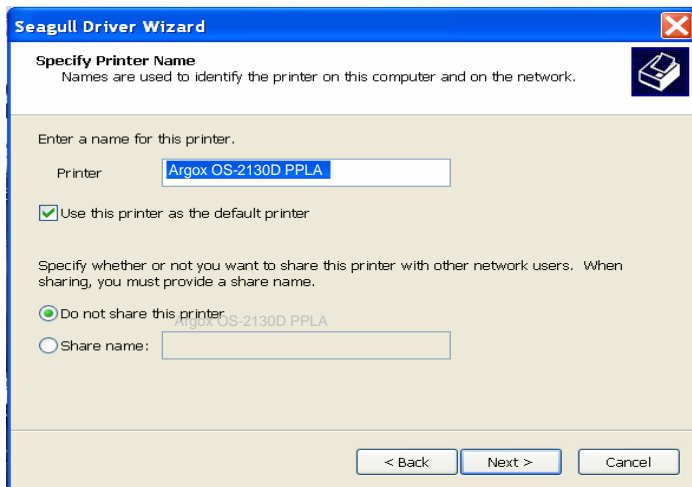 Seagull Driver Wizard
Specify Printer Name
Names are used to identify the printer on this computer and on the network.
Enter a name for this printer.
Printer Argox OS-2130D PPLA
Use this printer as the default printer
Specify whether or not you want to share this printer with other network users. When
sharing, you must provide a share name.
Do not share this printer
Argox OS-2130D PPLA
Share name:
< Back Next > Cancel